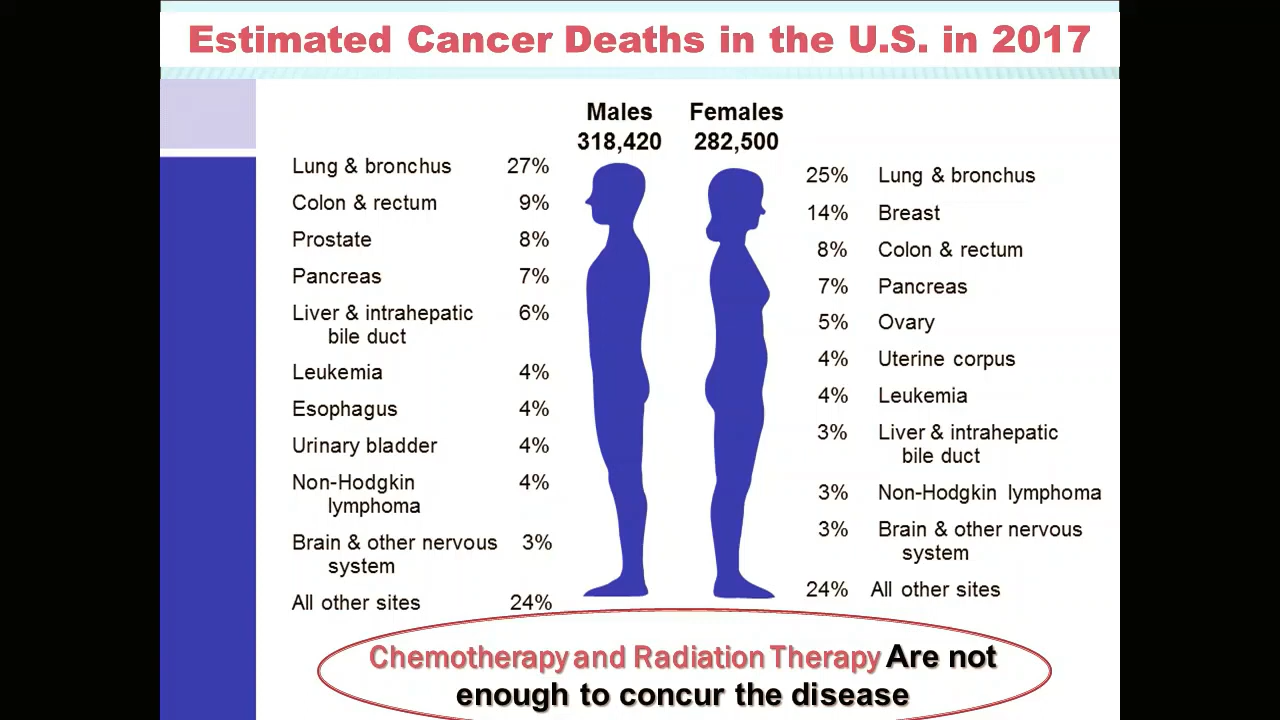 Estimated Cancer Deaths in the U.S. in 2017
Males
318,420
Females
282,500
Lung & bronchus 27%
Colon & rectum 9%
Prostate 8%
Pancreas 7%
Liver & intrahepatic 6%
bile duct
Leukemia 4%
Esophagus 4%
Urinary bladder 4%
Non-Hodgkin 4%
lymphoma
Brain & other nervous 3%
system
All other sites 24%
25% Lung & bronchus
14% Breast
8% Colon & rectum
7% Pancreas
5% Ovary
4% Uterine corpus
4% Leukemia
3% Liver & intrahepatic
bile duct
3% Non-Hodgkin lymphoma
3% Brain & other nervous
system
24% All other sites
Chemotherapy and Radiation Therapy Are not
enough to concur the disease